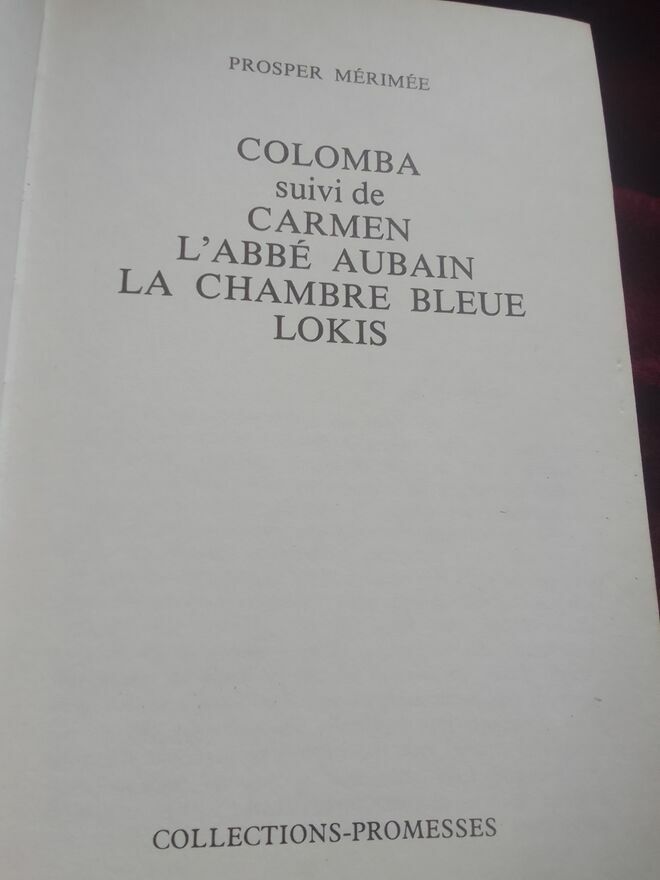 PROSPER MÉRIMÉE
COLOMBA
suivi de
CARMEN
L'ABBÉ AUBAIN
LA CHAMBRE BLEUE
LOKIS
COLLECTIONS-PROMESSES